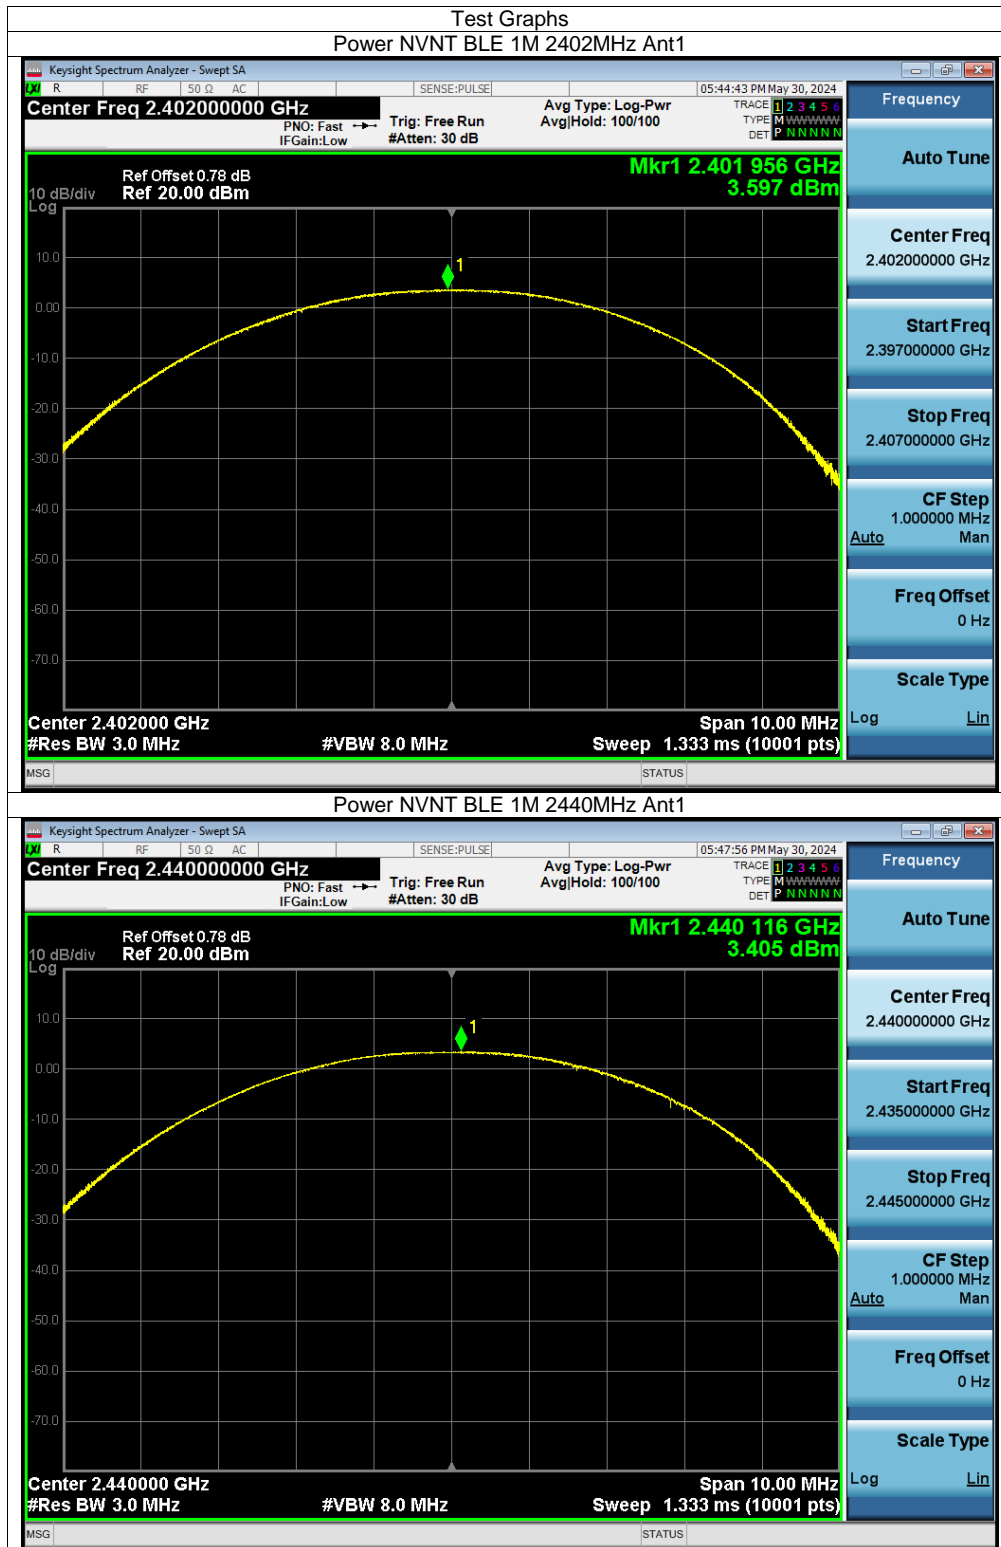 Test Graphs
Power NVNT BLE 1M 2402MHz Ant1
Keysight Spectrum Analyzer - Swept SA
LXI R RF 50 Ω AC SENSE:PULSE 05:44:43 PM May 30, 2024
Center Freq 2.402000000 GHz
PNO: Fast
IFGain:Low
Trig: Free Run
#Atten: 30 dB
Avg Type: Log-Pwr
Avg|Hold: 100/100
TRACE 1 2 3 4 5 6
TYPE M WWWWW
DET P N N N N N
Frequency
Mkr1 2.401 956 GHz
3.597 dBm
Ref Offset 0.78 dB
10 dB/div Ref 20.00 dBm
Log
10.0
0.00
-10.0
-20.0
-30.0
-40.0
-50.0
-60.0
-70.0
1
Center 2.402000 GHz Span 10.00 MHz
#Res BW 3.0 MHz #VBW 8.0 MHz Sweep 1.333 ms (10001 pts)
Auto Tune
Center Freq
2.402000000 GHz
Start Freq
2.397000000 GHz
Stop Freq
2.407000000 GHz
CF Step
1.000000 MHz
Auto Man
Freq Offset
0 Hz
Scale Type
Log Lin
MSG STATUS
Power NVNT BLE 1M 2440MHz Ant1
Keysight Spectrum Analyzer - Swept SA
LXI R RF 50 Ω AC SENSE:PULSE 05:47:56 PM May 30, 2024
Center Freq 2.440000000 GHz
PNO: Fast
IFGain:Low
Trig: Free Run
#Atten: 30 dB
Avg Type: Log-Pwr
Avg|Hold: 100/100
TRACE 1 2 3 4 5 6
TYPE M WWWWW
DET P N N N N N
Frequency
Mkr1 2.440 116 GHz
3.405 dBm
Ref Offset 0.78 dB
10 dB/div Ref 20.00 dBm
Log
10.0
0.00
-10.0
-20.0
-30.0
-40.0
-50.0
-60.0
-70.0
1
Center 2.440000 GHz Span 10.00 MHz
#Res BW 3.0 MHz #VBW 8.0 MHz Sweep 1.333 ms (10001 pts)
Auto Tune
Center Freq
2.440000000 GHz
Start Freq
2.435000000 GHz
Stop Freq
2.445000000 GHz
CF Step
1.000000 MHz
Auto Man
Freq Offset
0 Hz
Scale Type
Log Lin
MSG STATUS